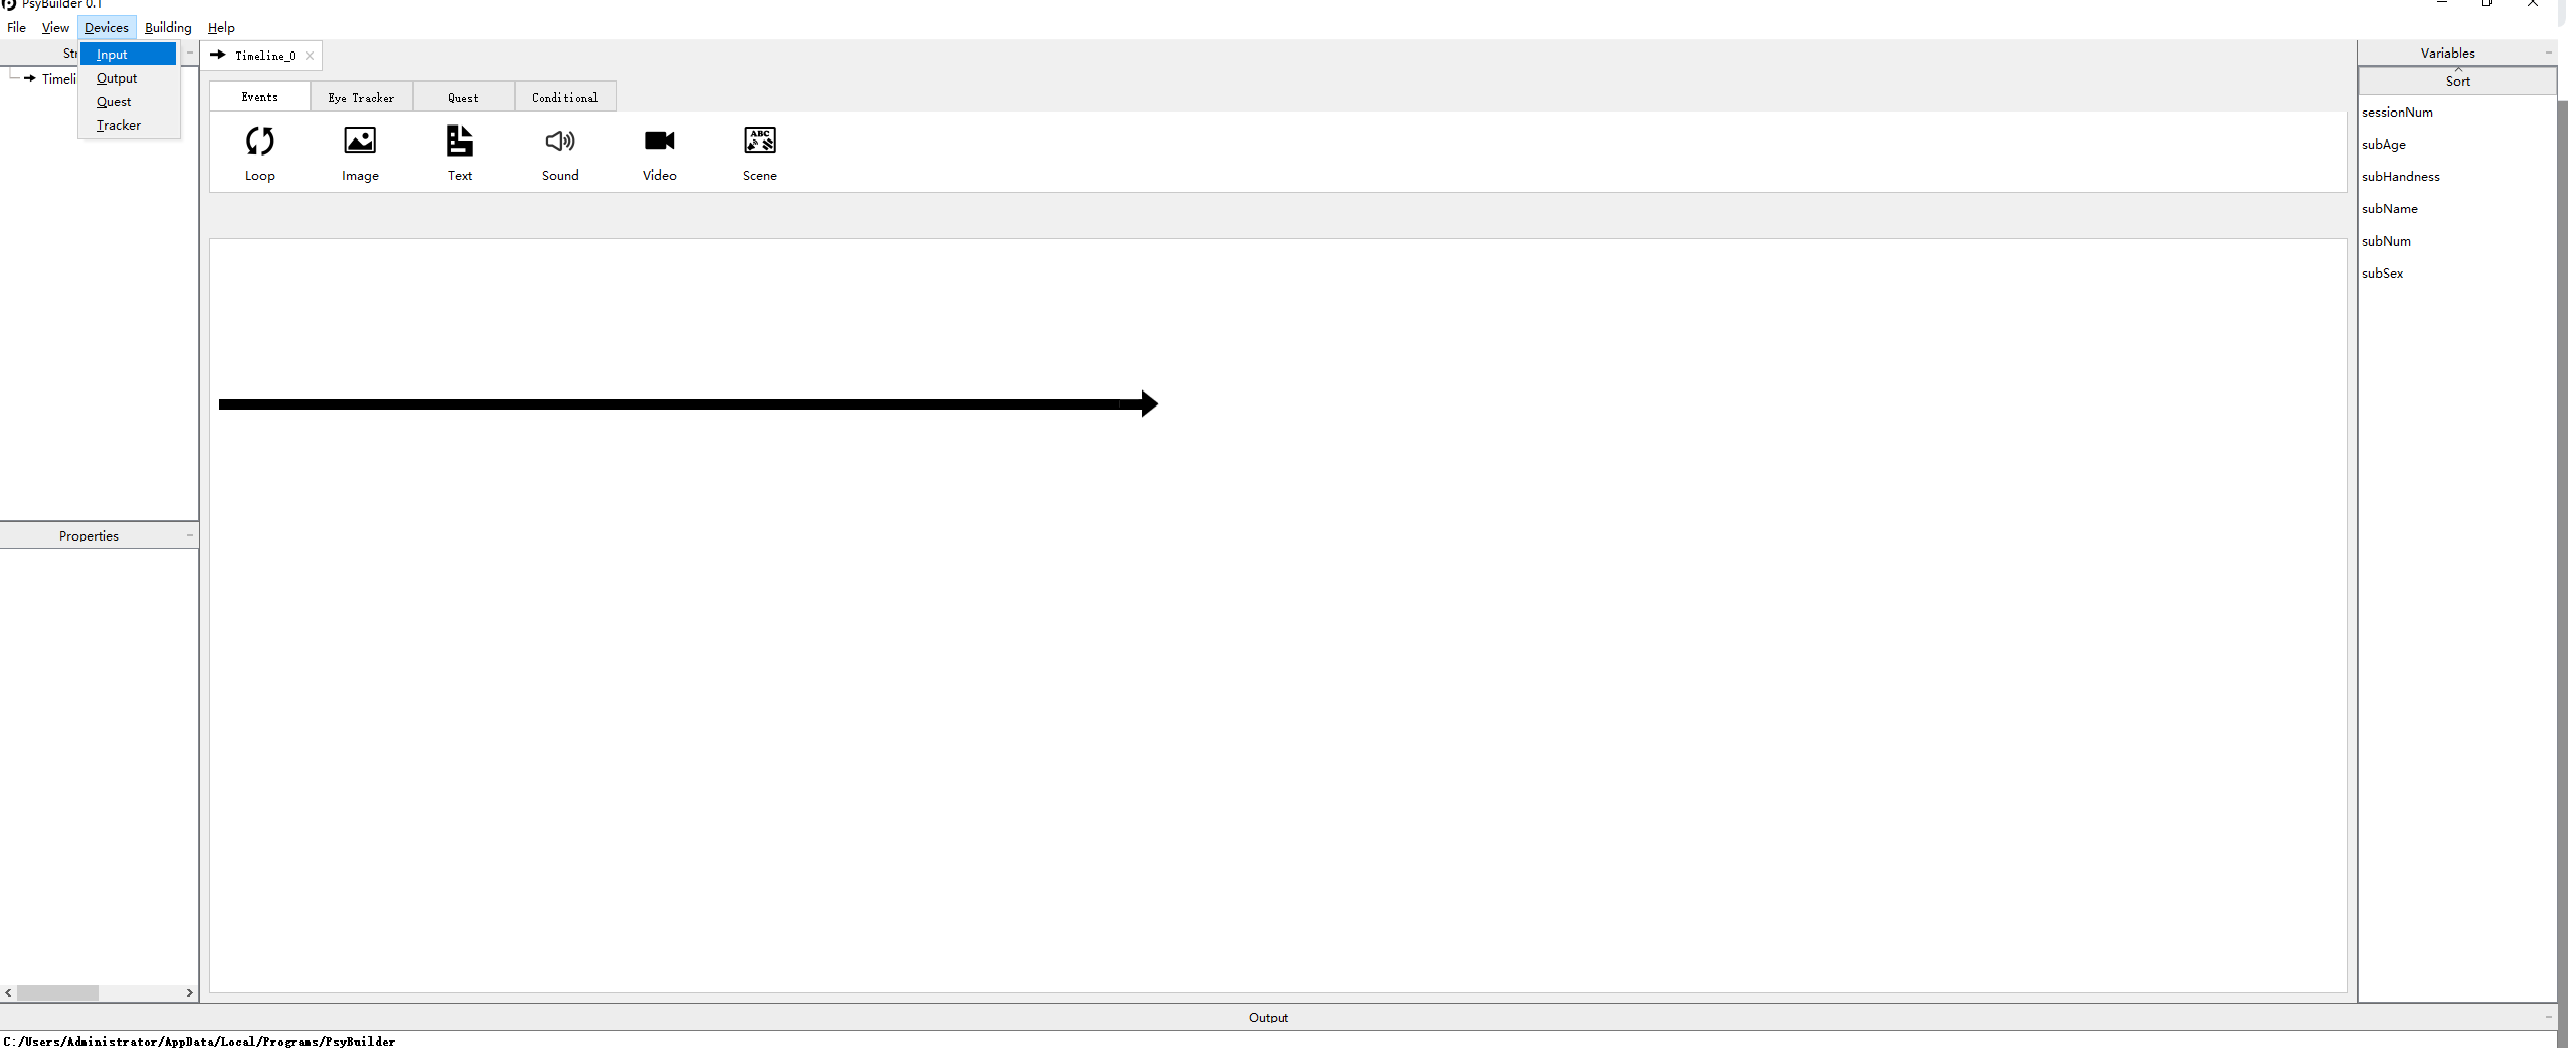 PsyBuilder 0.1
File View Devices Building Help
Input
Output
Quest
Tracker
Timeline_0
Events Eye Tracker Quest Conditional
Loop Image Text Sound Video Scene
Properties
Variables
Sort
sessionNum
subAge
subHandness
subName
subNum
subSex
Output
C:/Users/Administrator/AppData/Local/Programs/PsyBuilder